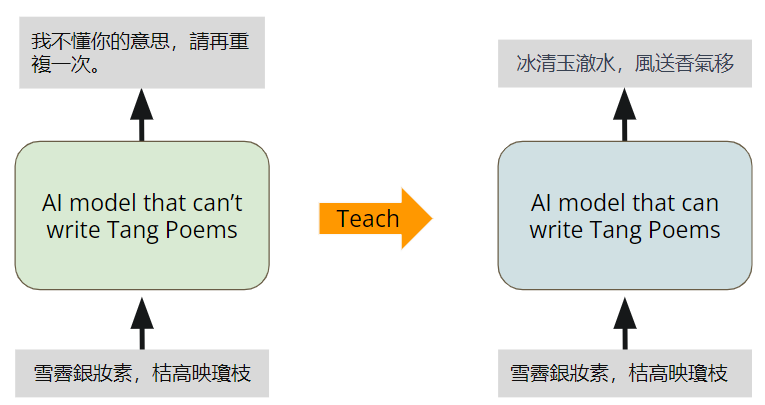 我不懂你的意思，請再重
複一次。
AI model that can't
write Tang Poems
雪霽銀妝素，桔高映瓊枝
Teach
冰清玉澈水，風送香氣移
AI model that can
write Tang Poems
雪霽銀妝素，桔高映瓊枝